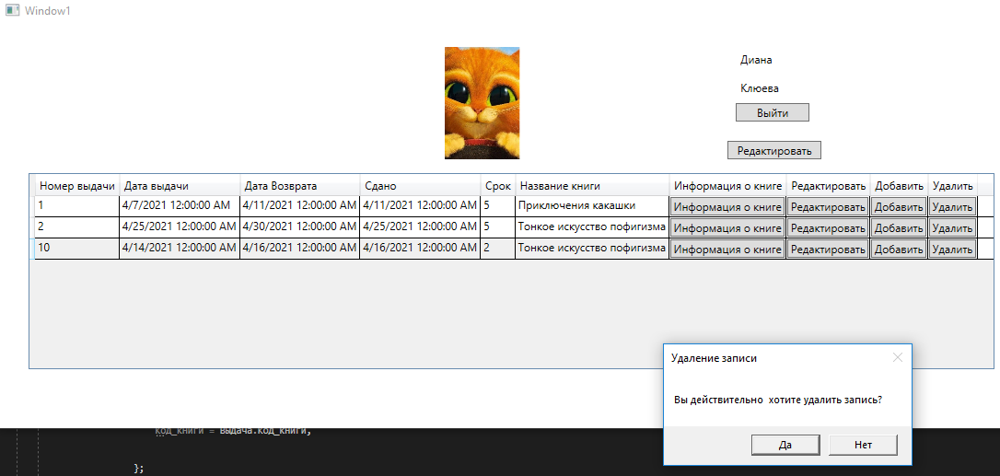 Window1
Диана
Клюева
Выйти
Редактировать
Номер выдачи Дата выдачи Дата Возврата Сдано Срок Название книги Информация о книге Редактировать Добавить Удалить
1 4/7/2021 12:00:00 AM 4/11/2021 12:00:00 AM 4/11/2021 12:00:00 AM 5 Приключения какашки Информация о книге Редактировать Добавить Удалить
2 4/25/2021 12:00:00 AM 4/30/2021 12:00:00 AM 4/25/2021 12:00:00 AM 5 Тонкое искусство пофигизма Информация о книге Редактировать Добавить Удалить
10 4/14/2021 12:00:00 AM 4/16/2021 12:00:00 AM 4/16/2021 12:00:00 AM 2 Тонкое искусство пофигизма Информация о книге Редактировать Добавить Удалить
Удаление записи
Вы действительно  хотите удалить запись?
Да Нет
код_книги = выдача.код_книги,
};